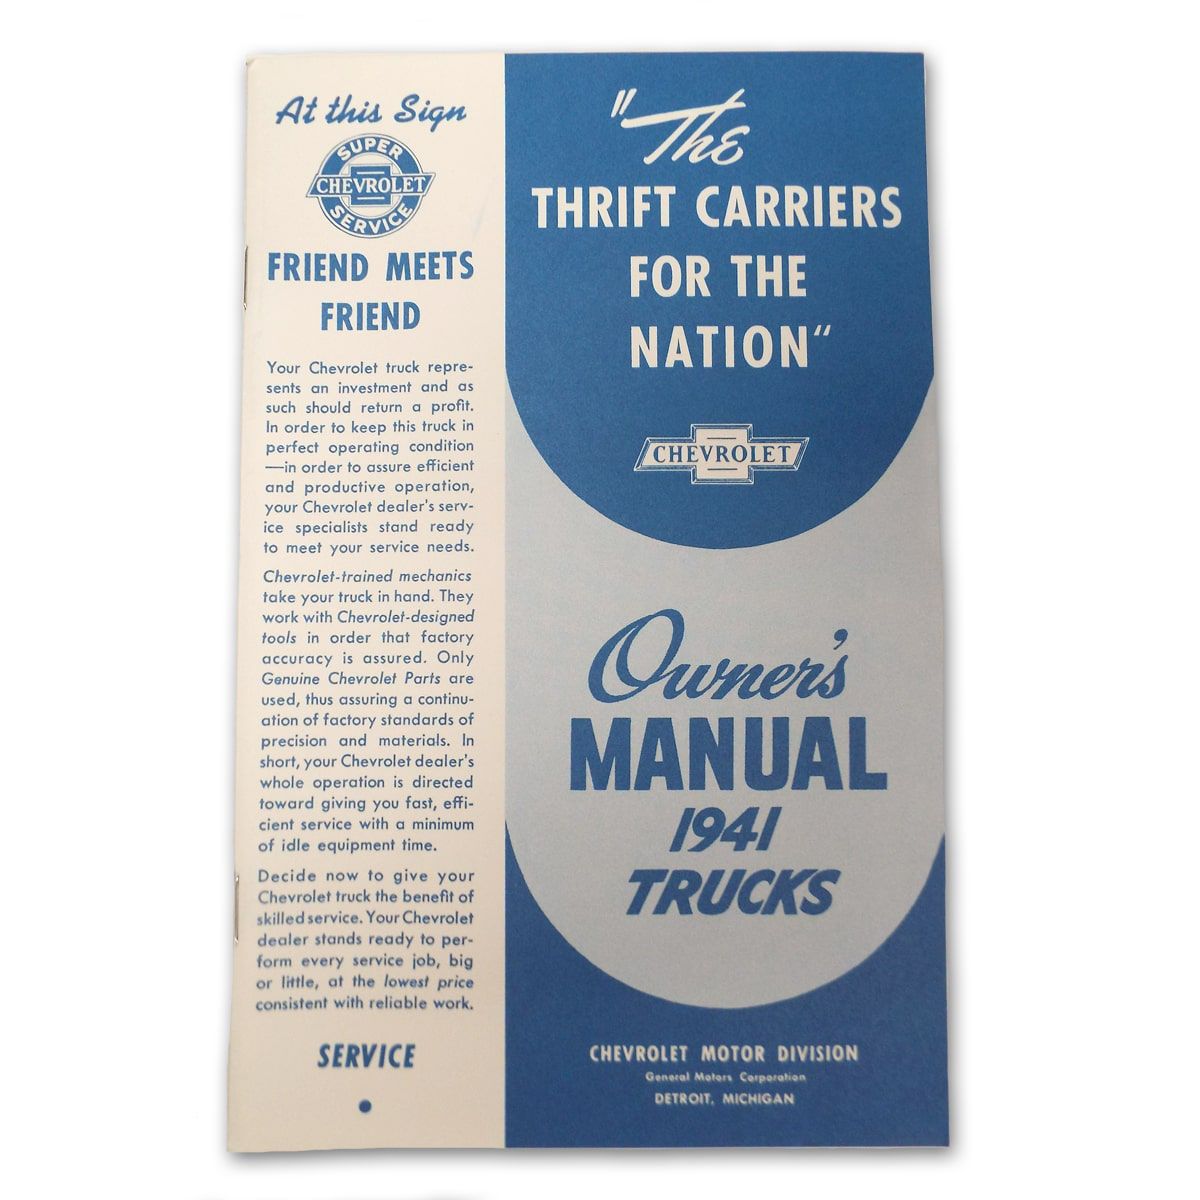 At this Sign
SUPER
CHEVROLET
SERVICE
FRIEND MEETS
FRIEND
Your Chevrolet truck repre-
sents an investment and as
such should return a profit.
In order to keep this truck in
perfect operating condition
—in order to assure efficient
and productive operation,
your Chevrolet dealer's serv-
ice specialists stand ready
to meet your service needs.
Chevrolet-trained mechanics
take your truck in hand. They
work with Chevrolet-designed
tools in order that factory
accuracy is assured. Only
Genuine Chevrolet Parts are
used, thus assuring a continu-
ation of factory standards of
precision and materials. In
short, your Chevrolet dealer's
whole operation is directed
toward giving you fast, effi-
cient service with a minimum
of idle equipment time.
Decide now to give your
Chevrolet truck the benefit of
skilled service. Your Chevrolet
dealer stands ready to per-
form every service job, big
or little, at the lowest price
consistent with reliable work.
SERVICE
"The
THRIFT CARRIERS
FOR THE
NATION"
CHEVROLET
Owner's
MANUAL
1941
TRUCKS
CHEVROLET MOTOR DIVISION
General Motors Corporation
DETROIT, MICHIGAN